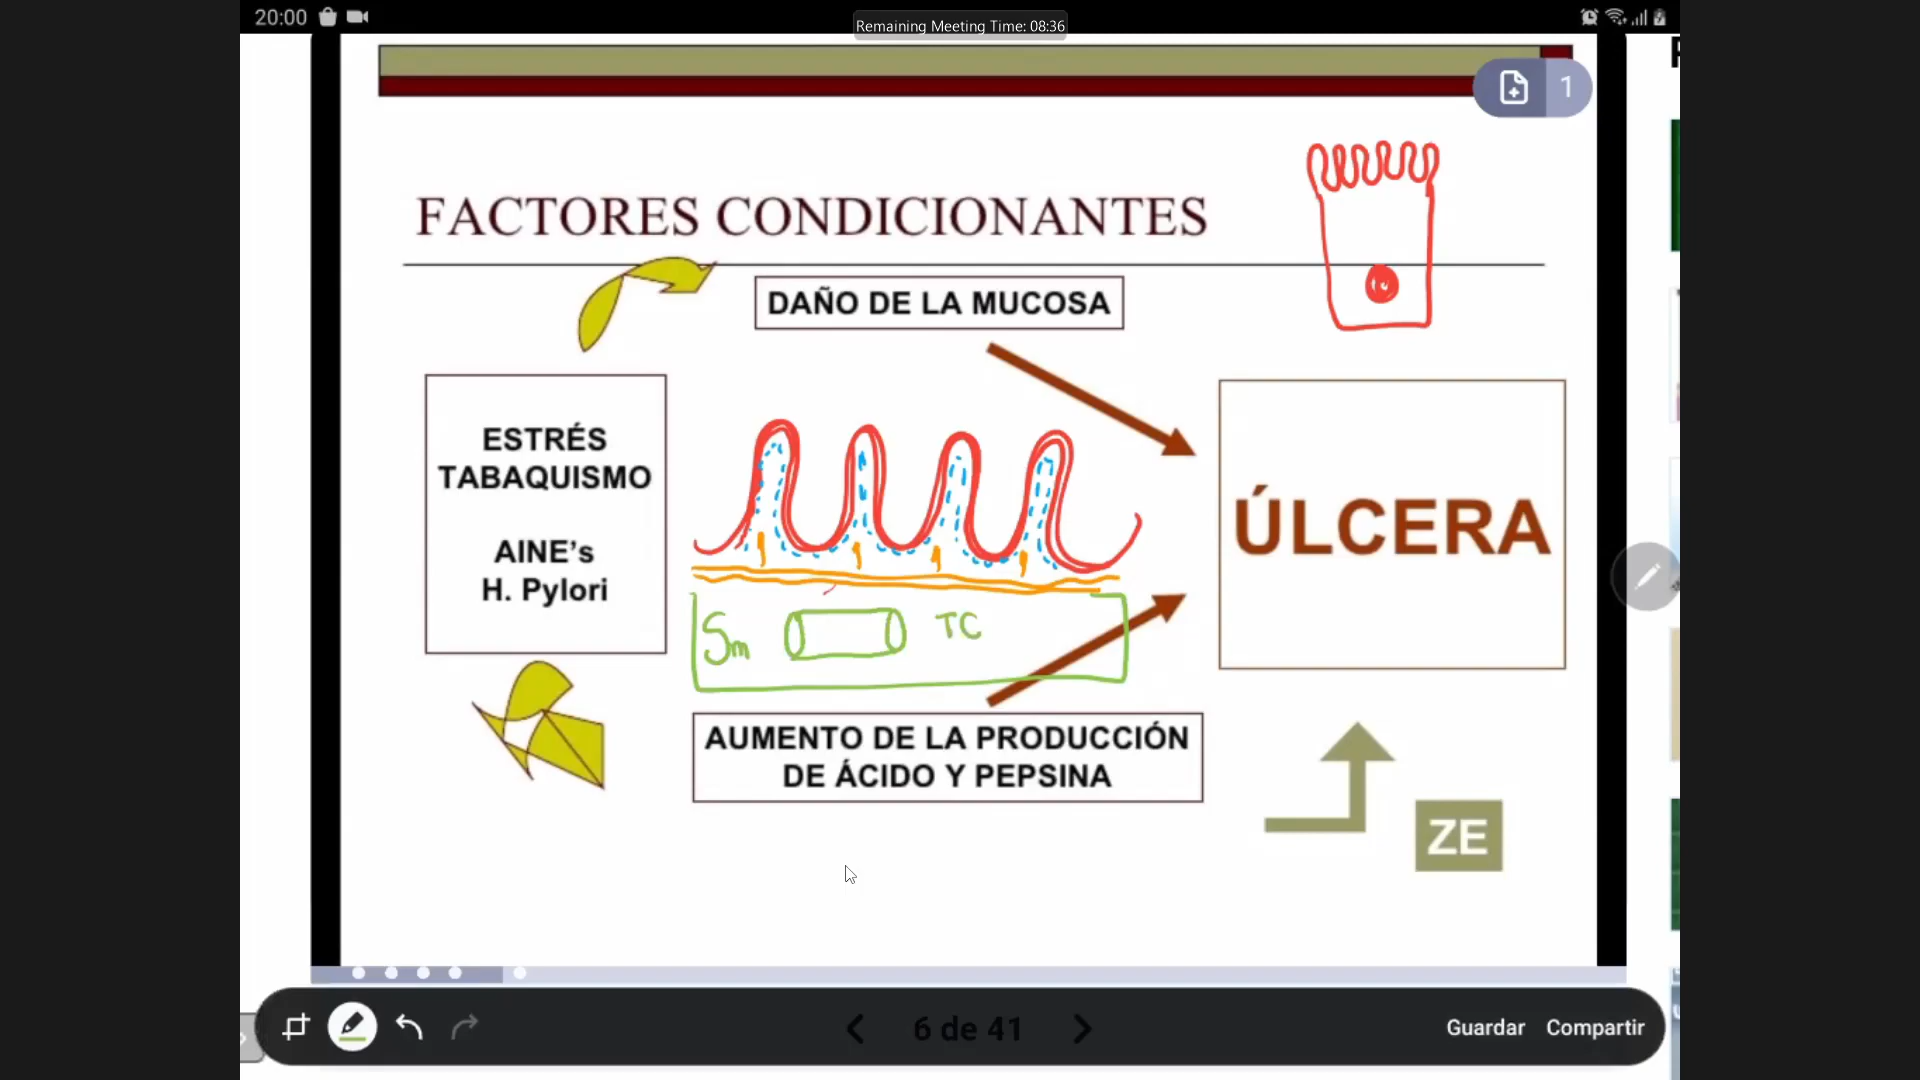 20:00
Remaining Meeting Time: 08:36
1
FACTORES CONDICIONANTES
DAÑO DE LA MUCOSA
ESTRÉS
TABAQUISMO
AINE’s
H. Pylori
ÚLCERA
Sm
TC
AUMENTO DE LA PRODUCCIÓN
DE ÁCIDO Y PEPSINA
ZE
6 de 41
Guardar
Compartir